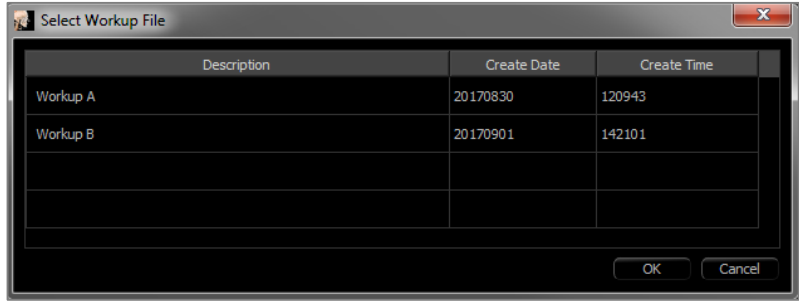 Select Workup File
Description Create Date Create Time
Workup A 20170830 120943
Workup B 20170901 142101
OK Cancel